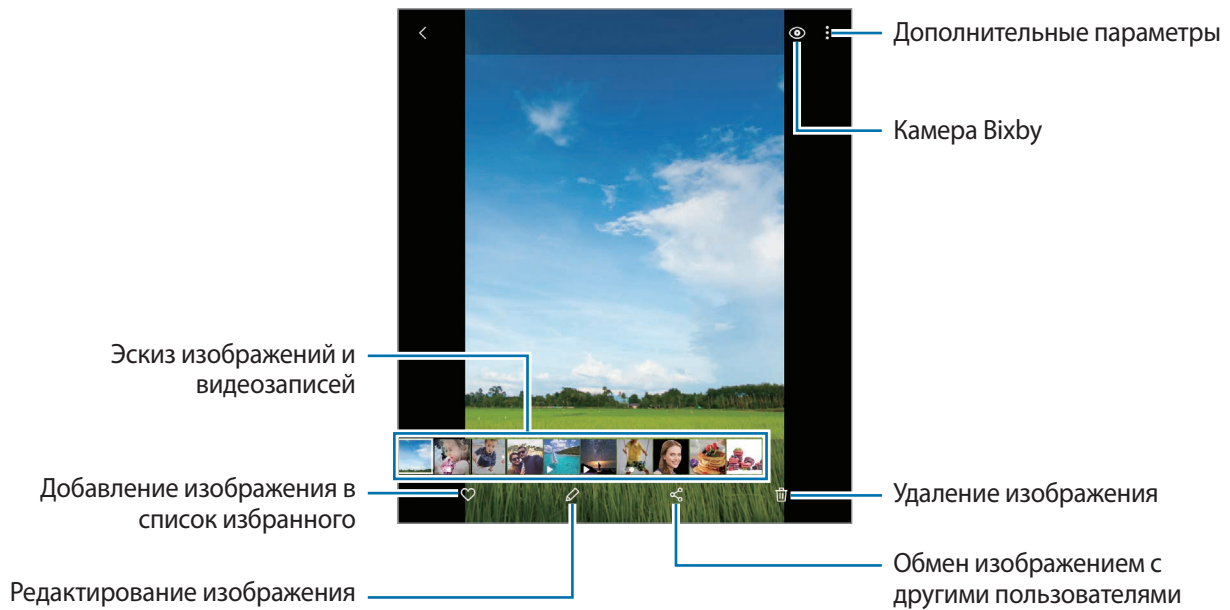 Дополнительные параметры
Камера Bixby
Эскиз изображений и
видеозаписей
Добавление изображения в
список избранного
Удаление изображения
Редактирование изображения
Обмен изображением с
другими пользователями